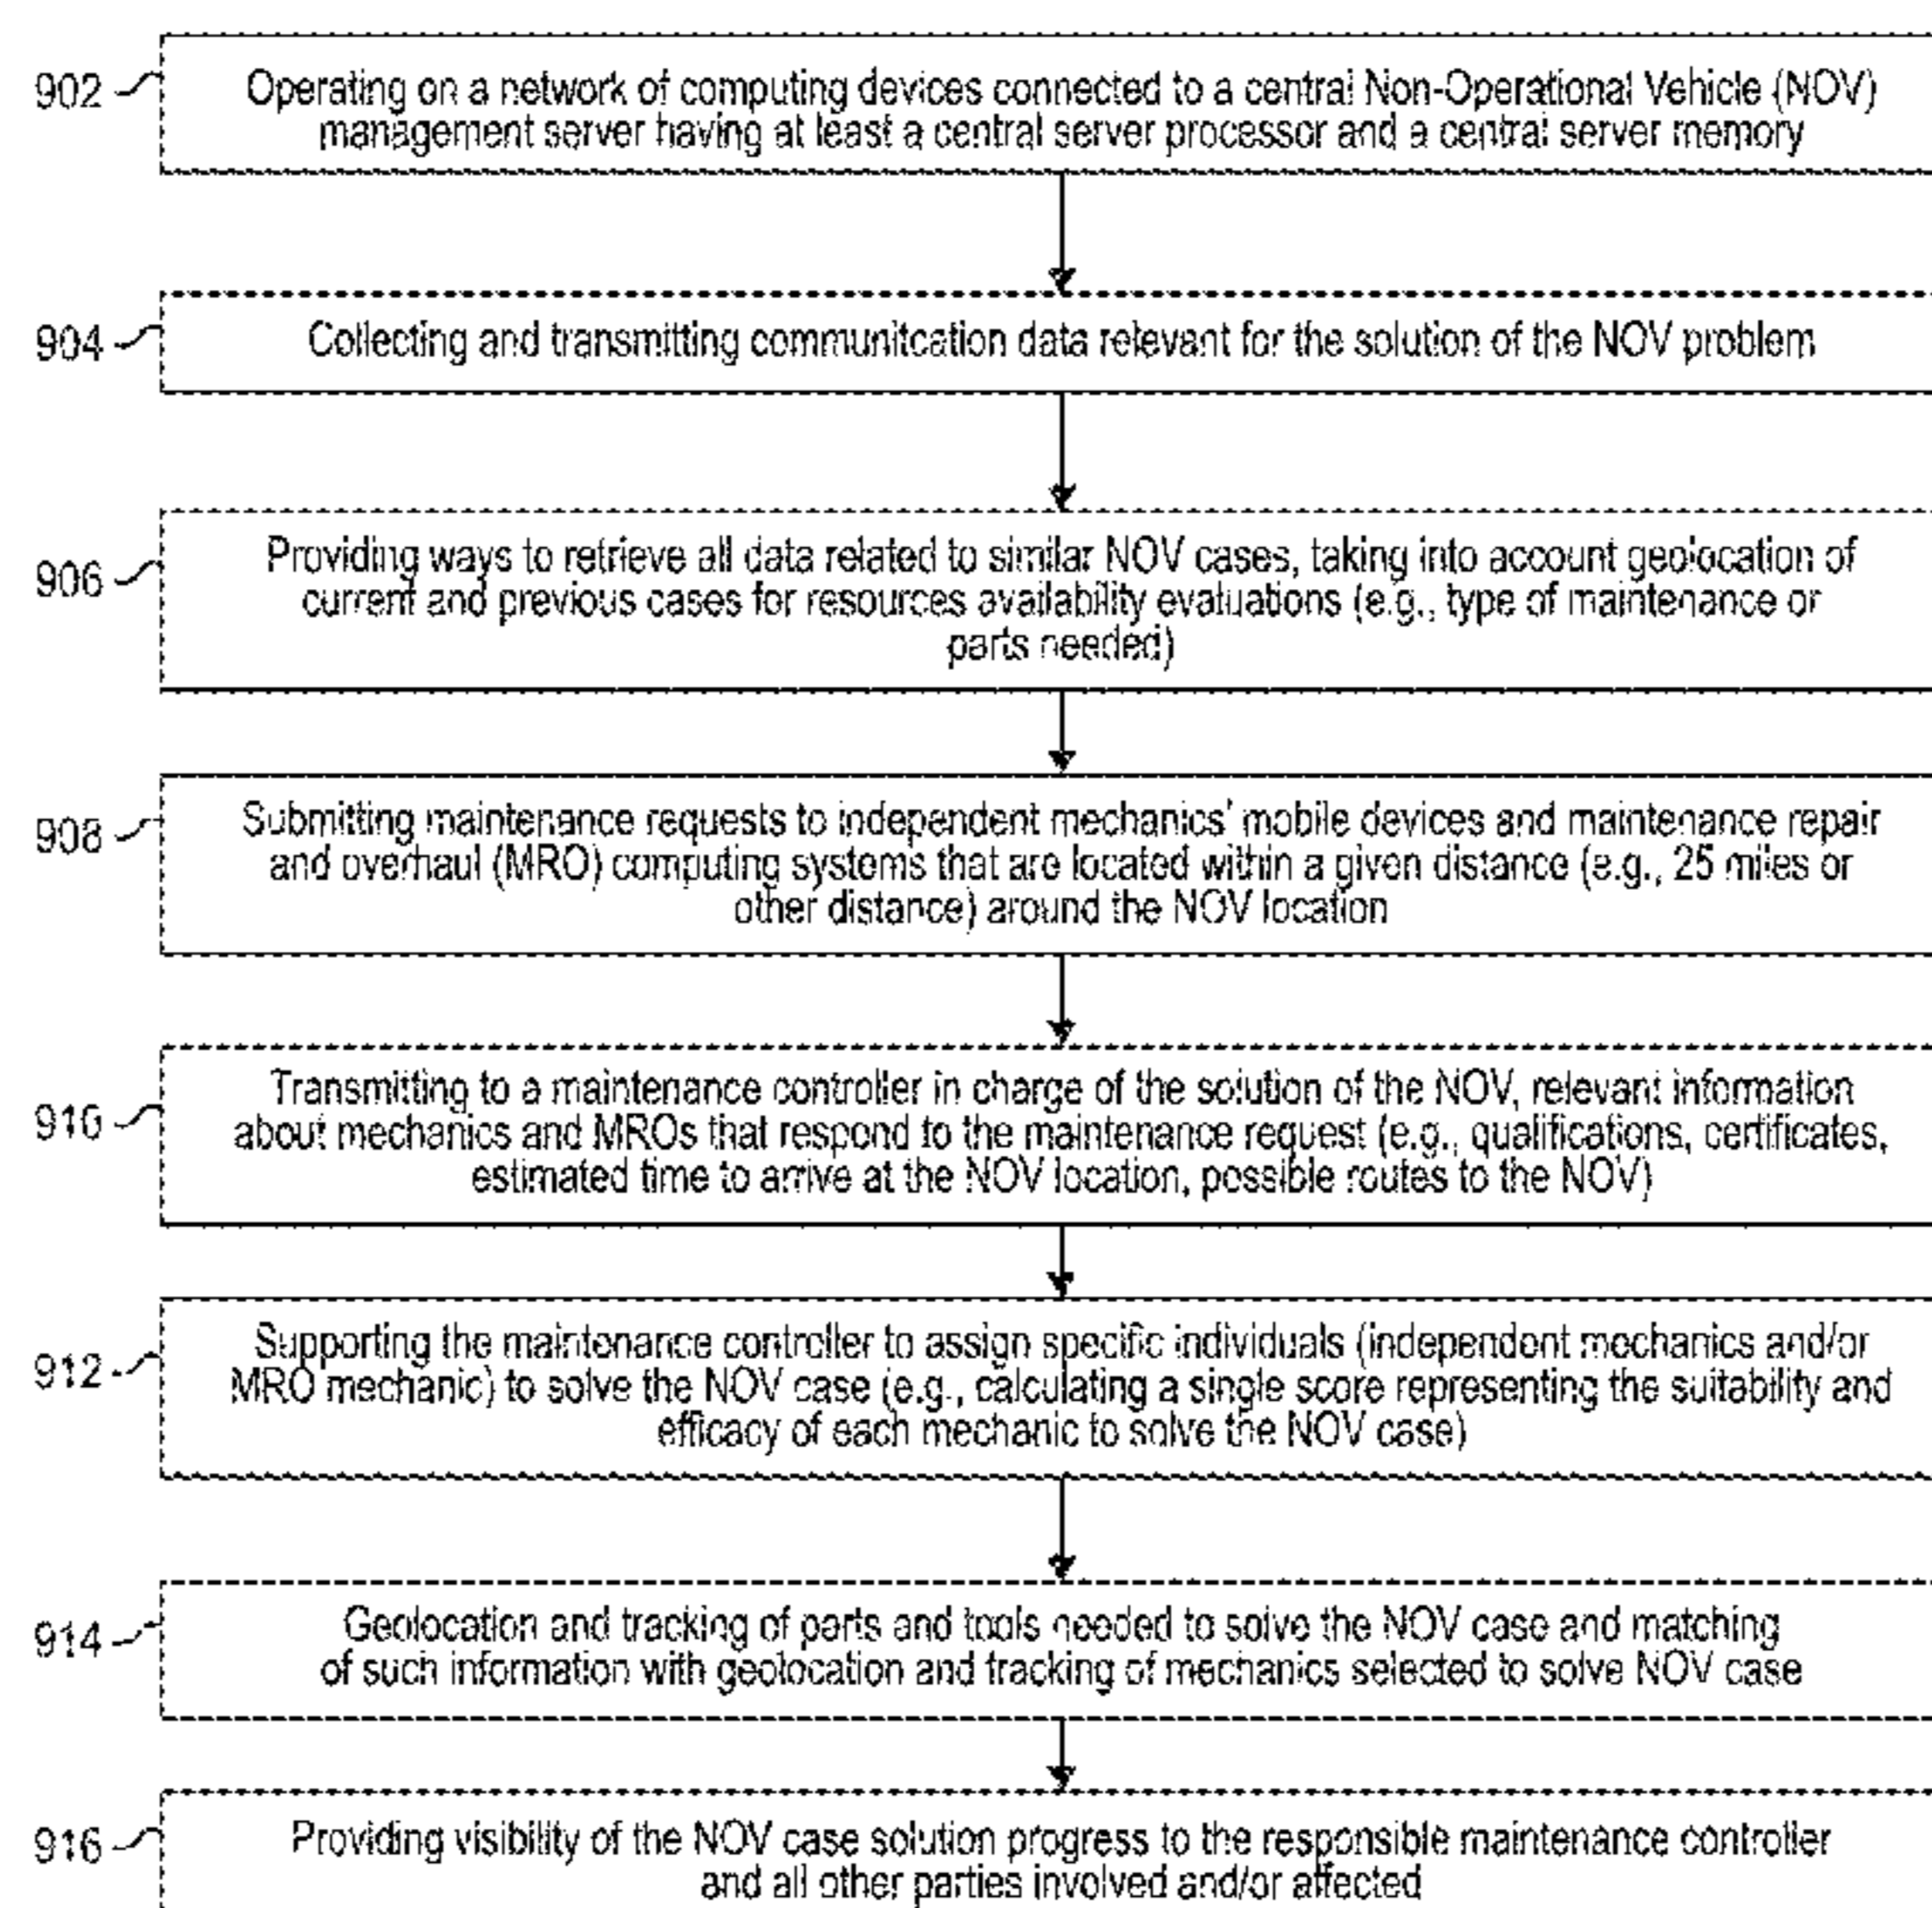 902
Operating on a network of computing devices connected to a central Non-Operational Vehicle (NOV)
management server having at least a central server processor and a central server memory
904
Collecting and transmitting communitcation data relevant for the solution of the NOV problem
906
Providing ways to retrieve all data related to similar NOV cases, taking into account geolocation of
current and previous cases for resources availability evaluations (e.g., type of maintenance or
parts needed)
908
Submitting maintenance requests to independent mechanics' mobile devices and maintenance repair
and overhaul (MRO) computing systems that are located within a given distance (e.g., 25 miles or
other distance) around the NOV location
916
Transmitting to a maintenance controller in charge of the solution of the NOV, relevant information
about mechanics and MROs that respond to the maintenance request (e.g., qualifications, certificates,
estimated time to arrive at the NOV location, possible routes to the NOV)
912
Supporting the maintenance controller to assign specific individuals (independent mechanics and/or
MRO mechanic) to solve the NOV case (e.g., calculating a single score representing the suitability and
efficacy of each mechanic to solve the NOV case)
914
Geolocation and tracking of parts and tools needed to solve the NOV case and matching
of such information with geolocation and tracking of mechanics selected to solve NOV case
916
Providing visibility of the NOV case solution progress to the responsible maintenance controller
and all other parties involved and/or affected